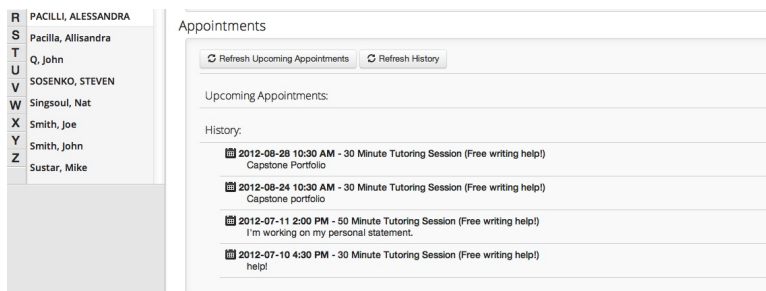 R
S
T
U
V
W
X
Y
Z
PACILLI, ALESSANDRA
Pacilla, Allisandra
Q, John
SOSENKO, STEVEN
Singsoul, Nat
Smith, Joe
Smith, John
Sustar, Mike
Appointments
Refresh Upcoming Appointments Refresh History
Upcoming Appointments:
History:
2012-08-28 10:30 AM - 30 Minute Tutoring Session (Free writing help!)
Capstone Portfolio
2012-08-24 10:30 AM - 30 Minute Tutoring Session (Free writing help!)
Capstone portfolio
2012-07-11 2:00 PM - 50 Minute Tutoring Session (Free writing help!)
I'm working on my personal statement.
2012-07-10 4:30 PM - 30 Minute Tutoring Session (Free writing help!)
help!